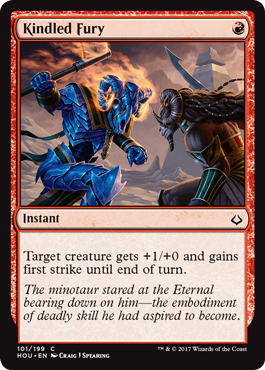 Kindled Fury
Instant
Target creature gets +1/+0 and gains
first strike until end of turn.
The minotaur stared at the Eternal
bearing down on him—the embodiment
of deadly skill he had aspired to become.
101/199 C
HOU • EN CRAIG J SPEARING
™ & © 2017 Wizards of the Coast